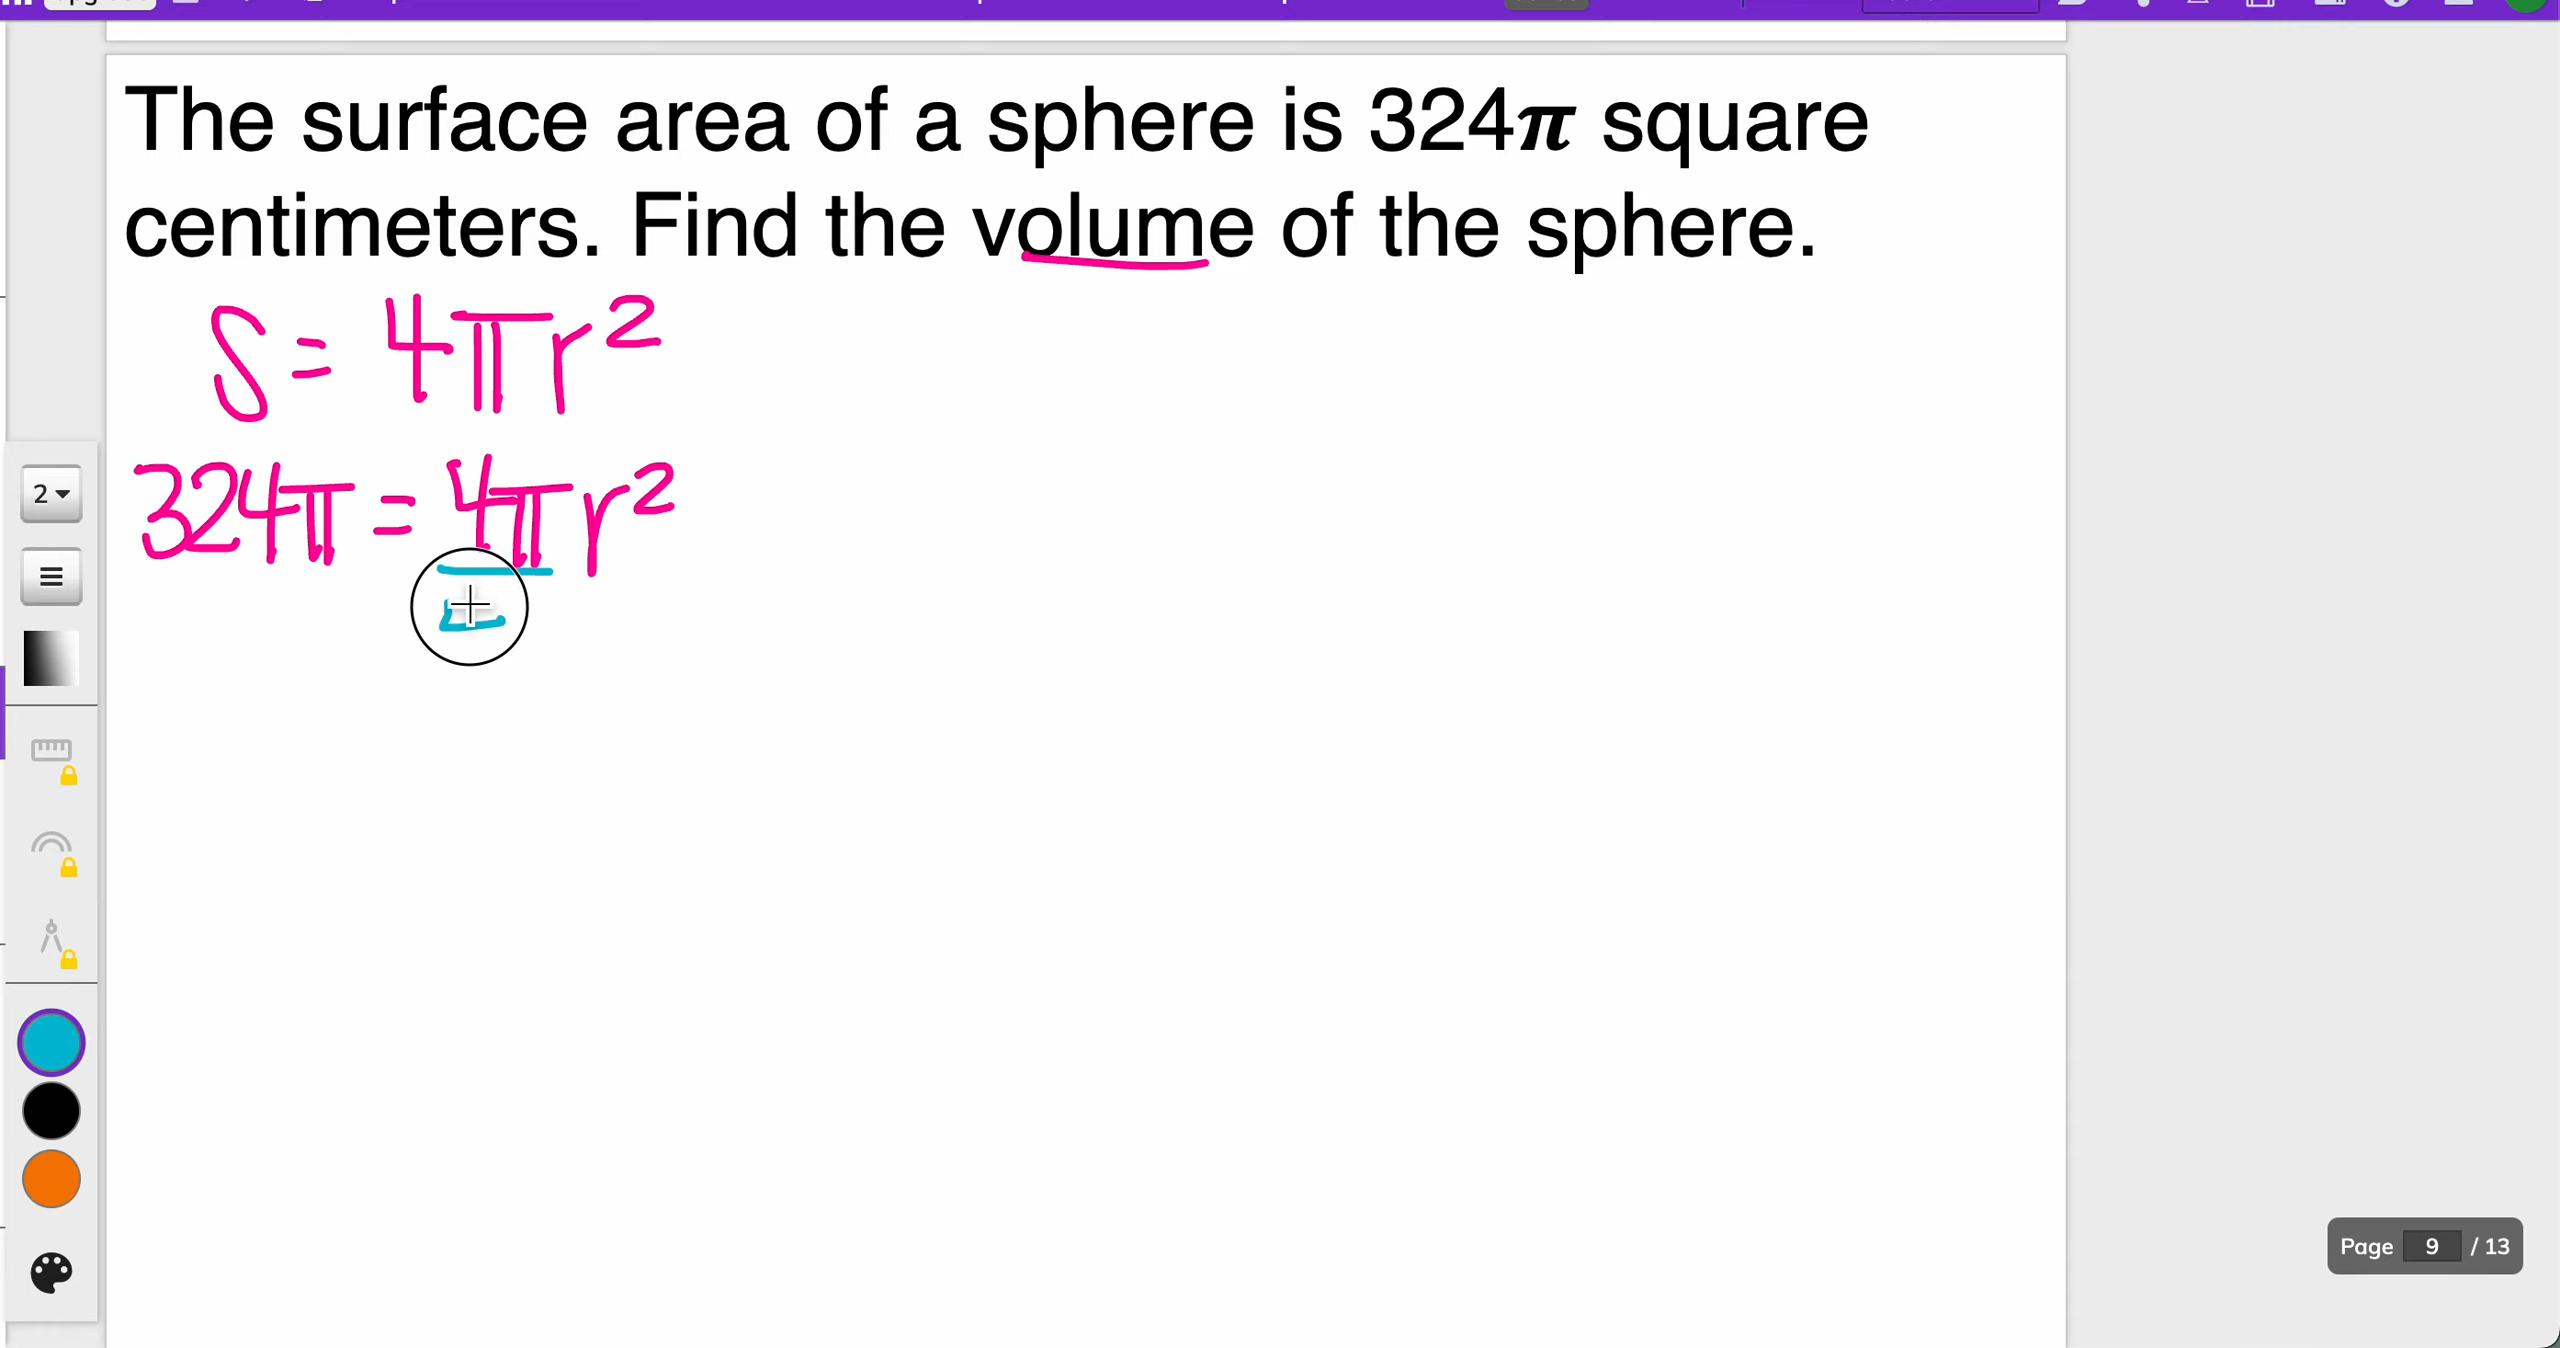 The surface area of a sphere is 324π square
centimeters. Find the volume of the sphere.
S = 4πr²
324π = 4πr²
4
2
Page 9 / 13